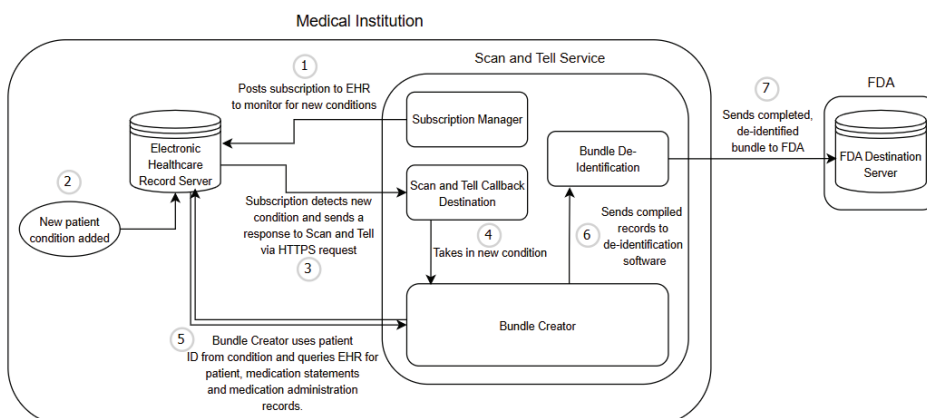 Medical Institution
Scan and Tell Service
1
Posts subscription to EHR
to monitor for new conditions
Subscription Manager
7
Sends completed,
de-identified
bundle to FDA
FDA
Electronic
Healthcare
Record Server
Bundle De-
Identification
FDA Destination
Server
2
New patient
condition added
Subscription detects new
condition and sends a
response to Scan and Tell
via HTTPS request
3
Scan and Tell Callback
Destination
4
Takes in new condition
6
Sends compiled
records to
de-identification
software
Bundle Creator
5
Bundle Creator uses patient
ID from condition and queries EHR for
patient, medication statements
and medication administration
records.